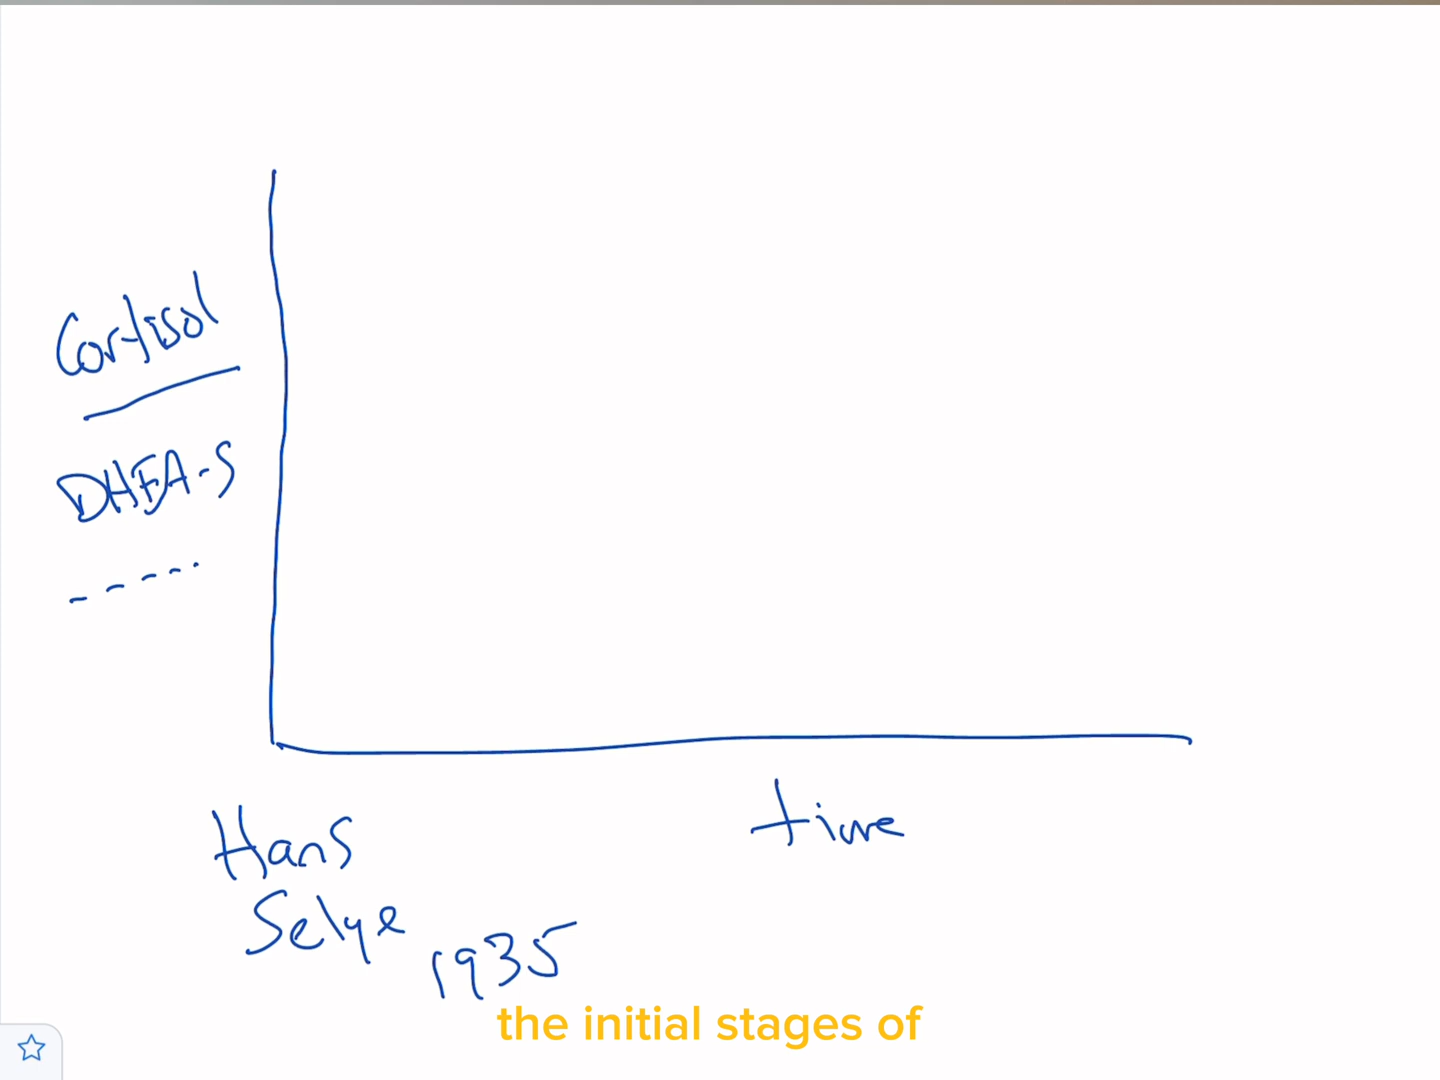 Cortisol
DHEA-S
-----
time
Hans
Selye
1935
the initial stages of